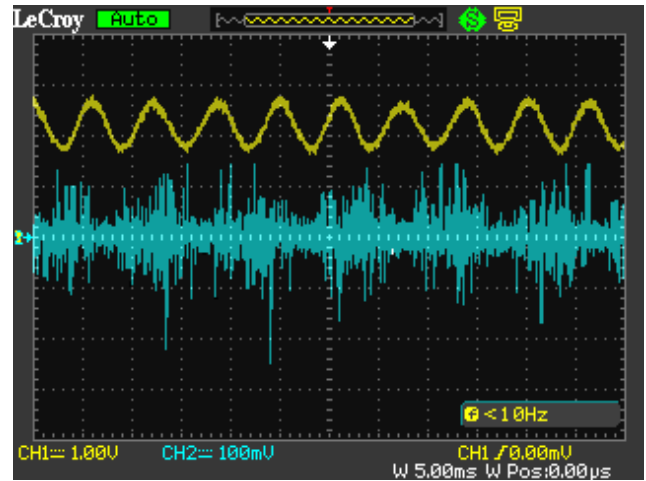 LeCroy Auto
f <10Hz
CH1 1.00V CH2 100mV CH1 0.00mV
W 5.00ms W Pos:0.00µs